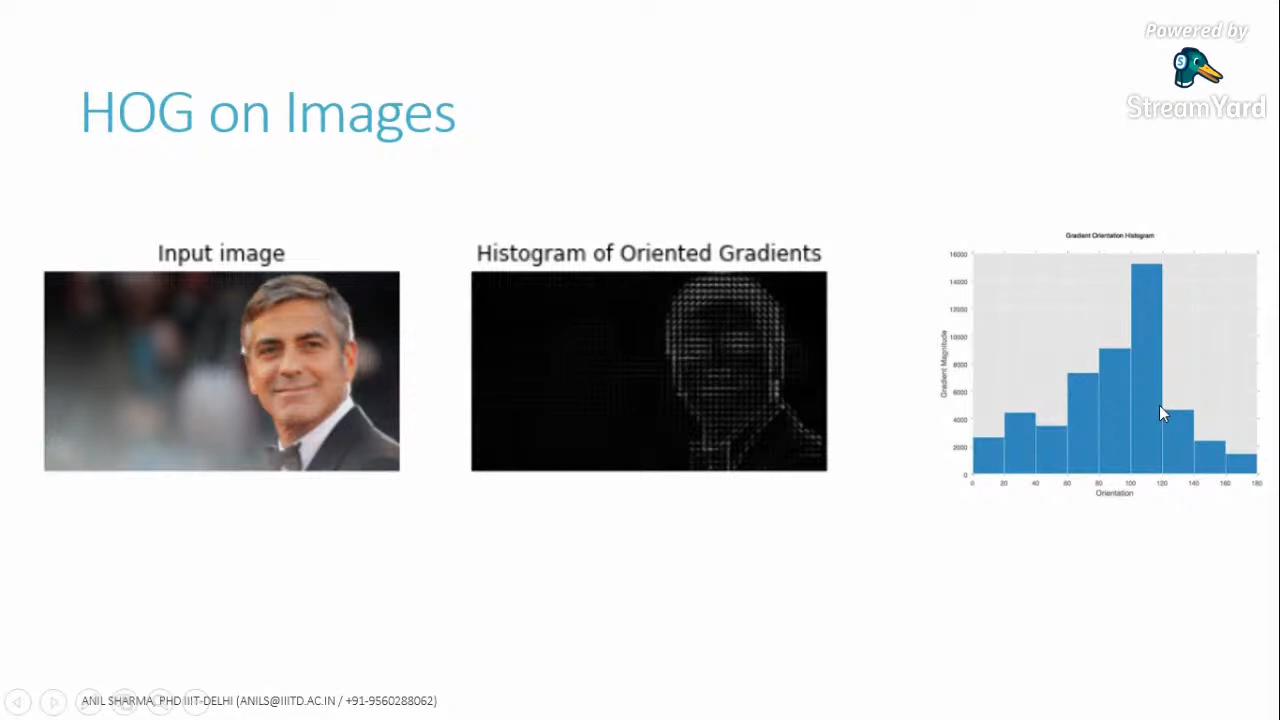 Powered by
S
StreamYard
HOG on Images
Input image
Histogram of Oriented Gradients
Gradient Orientation Histogram
16000
14000
12000
10000
8000
6000
4000
2000
0
Gradient Magnitude
0 20 40 60 80 100 120 140 160 180
Orientation
ANIL SHARMA, PHD IIIT-DELHI (ANILS@IIITD.AC.IN / +91-9560288062)